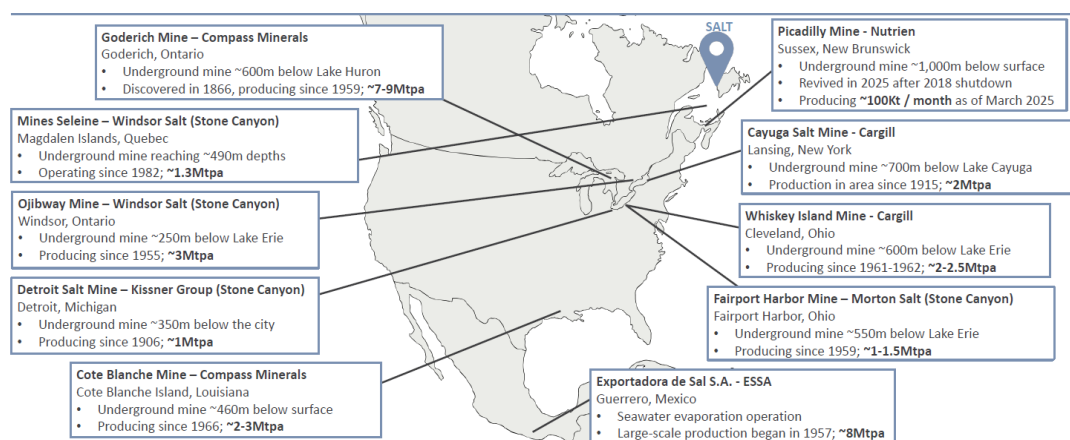 Goderich Mine – Compass Minerals
Goderich, Ontario
• Underground mine ~600m below Lake Huron
• Discovered in 1866, producing since 1959; ~7-9Mtpa
Mines Seleine – Windsor Salt (Stone Canyon)
Magdalen Islands, Quebec
• Underground mine reaching ~490m depths
• Operating since 1982; ~1.3Mtpa
Ojibway Mine – Windsor Salt (Stone Canyon)
Windsor, Ontario
• Underground mine ~250m below Lake Erie
• Producing since 1955; ~3Mtpa
Detroit Salt Mine – Kissner Group (Stone Canyon)
Detroit, Michigan
• Underground mine ~350m below the city
• Producing since 1906; ~1Mtpa
Cote Blanche Mine – Compass Minerals
Cote Blanche Island, Louisiana
• Underground mine ~460m below surface
• Producing since 1966; ~2-3Mtpa
SALT
Picadilly Mine - Nutrien
Sussex, New Brunswick
• Underground mine ~1,000m below surface
• Revived in 2025 after 2018 shutdown
• Producing ~100Kt / month as of March 2025
Cayuga Salt Mine - Cargill
Lansing, New York
• Underground mine ~700m below Lake Cayuga
• Production in area since 1915; ~2Mtpa
Whiskey Island Mine - Cargill
Cleveland, Ohio
• Underground mine ~600m below Lake Erie
• Producing since 1961-1962; ~2-2.5Mtpa
Fairport Harbor Mine – Morton Salt (Stone Canyon)
Fairport Harbor, Ohio
• Underground mine ~550m below Lake Erie
• Producing since 1959; ~1-1.5Mtpa
Exportadora de Sal S.A. - ESSA
Guerrero, Mexico
• Seawater evaporation operation
• Large-scale production began in 1957; ~8Mtpa